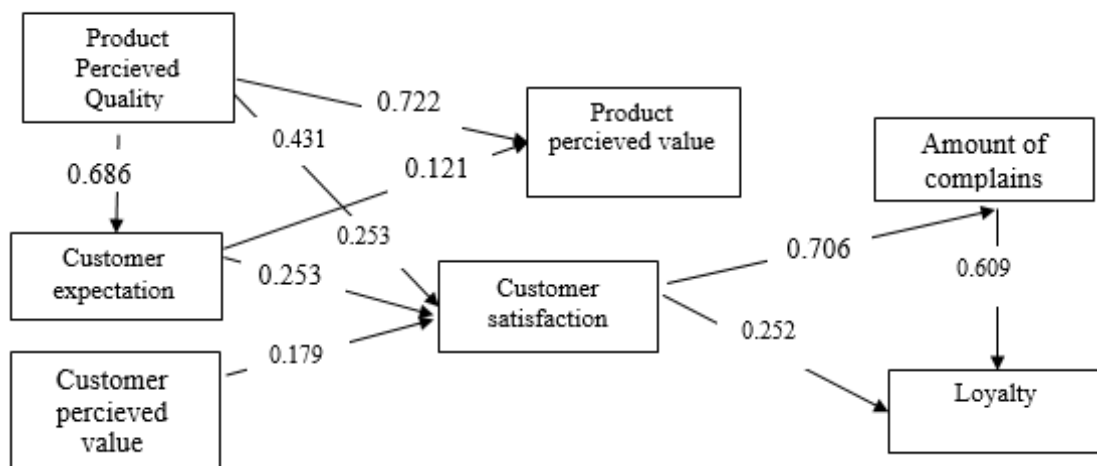 Product
Percieved
Quality
0.722
0.431
Product
percieved value
Amount of
complains
0.686
0.121
Customer
expectation
0.253
0.253
Customer
satisfaction
0.706
0.609
0.179
0.252
Customer
percieved
value
Loyalty